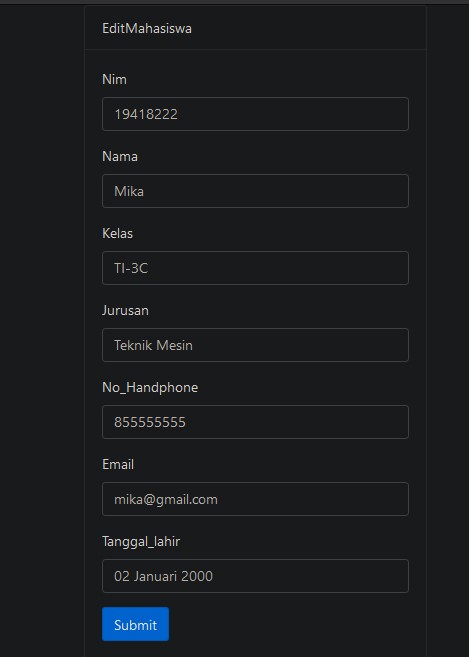 EditMahasiswa
Nim
19418222
Nama
Mika
Kelas
TI-3C
Jurusan
Teknik Mesin
No_Handphone
855555555
Email
mika@gmail.com
Tanggal_lahir
02 Januari 2000
Submit